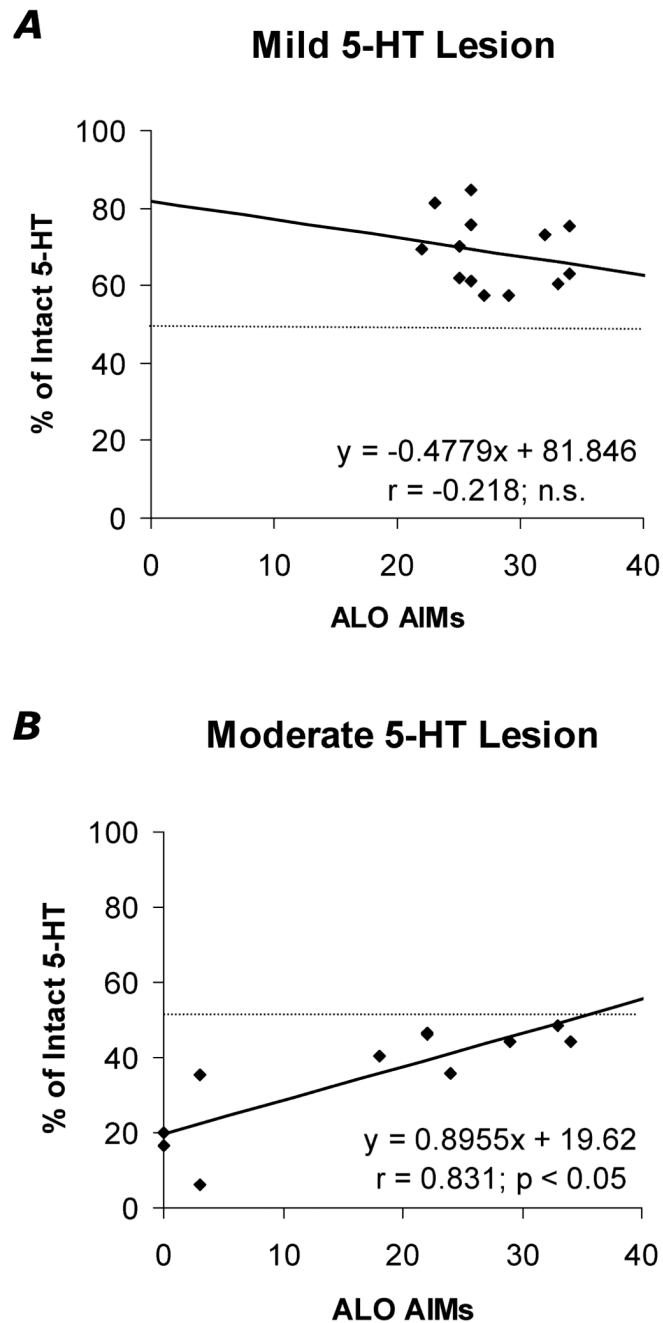 A
Mild 5-HT Lesion
100
80
60
40
20
0
% of Intact 5-HT
y = -0.4779x + 81.846
r = -0.218; n.s.
0 10 20 30 40
ALO AIMs
B
Moderate 5-HT Lesion
100
80
60
40
20
0
% of Intact 5-HT
y = 0.8955x + 19.62
r = 0.831; p < 0.05
0 10 20 30 40
ALO AIMs